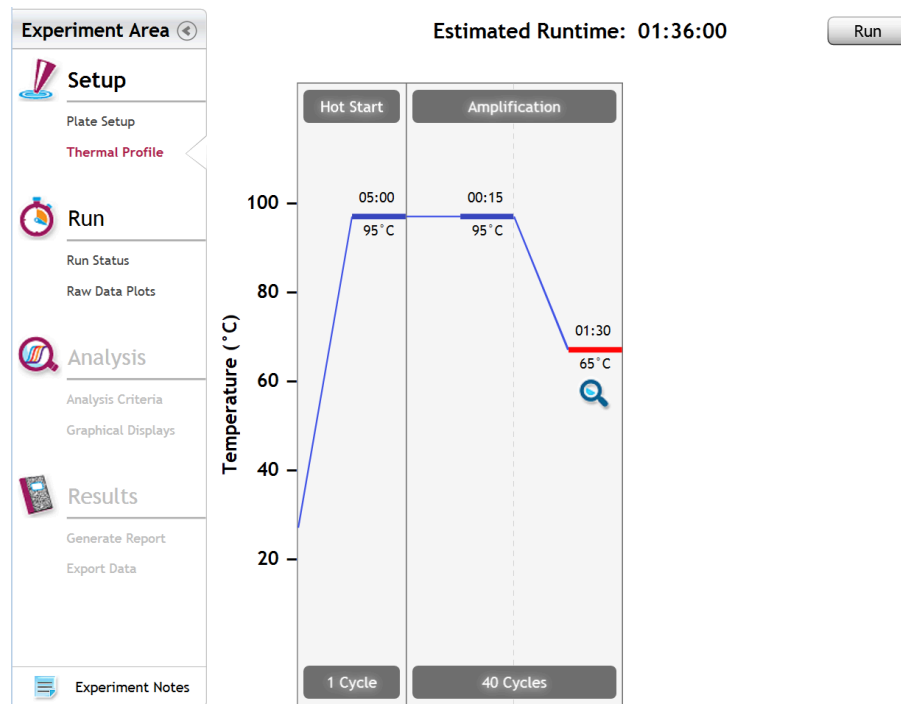 Experiment Area
Estimated Runtime: 01:36:00
Run
Setup
Plate Setup
Thermal Profile
Run
Run Status
Raw Data Plots
Analysis
Analysis Criteria
Graphical Displays
Results
Generate Report
Export Data
Experiment Notes
Hot Start
Amplification
Temperature (°C)
100
80
60
40
20
05:00
95°C
00:15
95°C
01:30
65°C
1 Cycle
40 Cycles